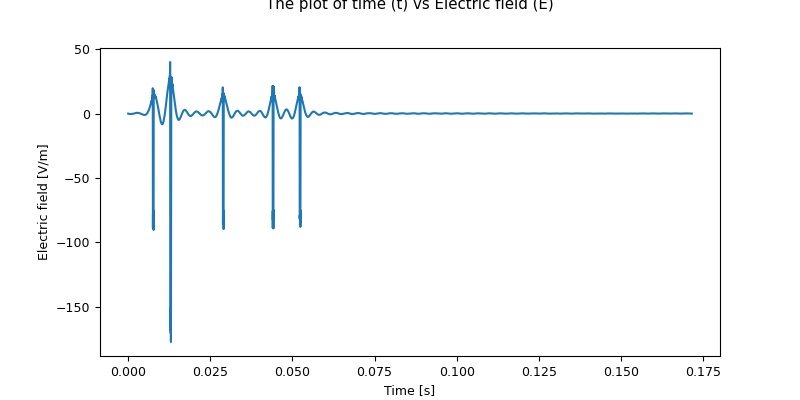 The plot of time (t) vs Electric field (E)
50
0
−50
−100
−150
Electric field [V/m]
0.000 0.025 0.050 0.075 0.100 0.125 0.150 0.175
Time [s]